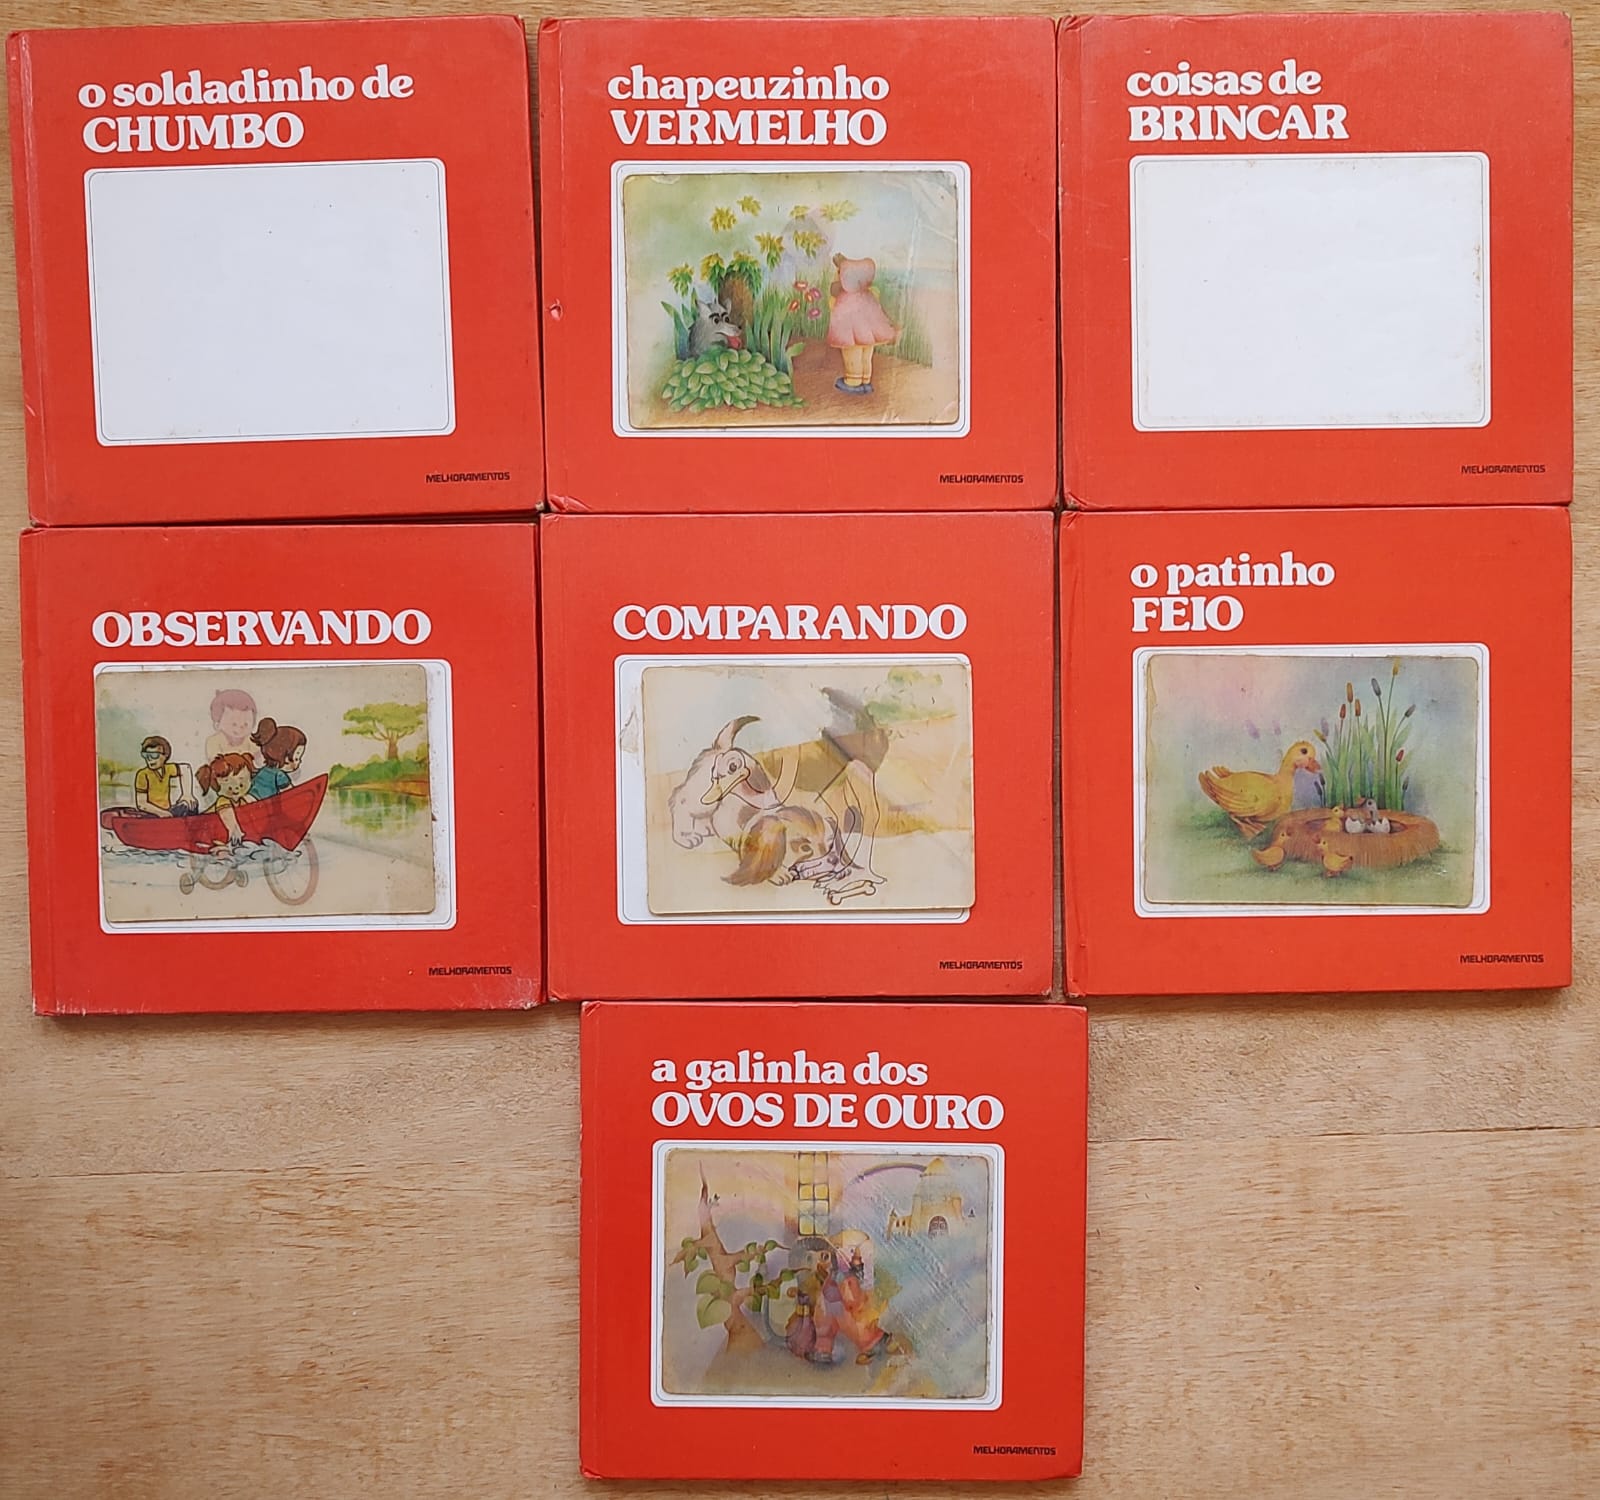 o soldadinho de
CHUMBO
MELHORAMENTOS
chapeuzinho
VERMELHO
MELHORAMENTOS
coisas de
BRINCAR
MELHORAMENTOS
OBSERVANDO
MELHORAMENTOS
COMPARANDO
MELHORAMENTOS
o patinho
FEIO
MELHORAMENTOS
a galinha dos
OVOS DE OURO
MELHORAMENTOS